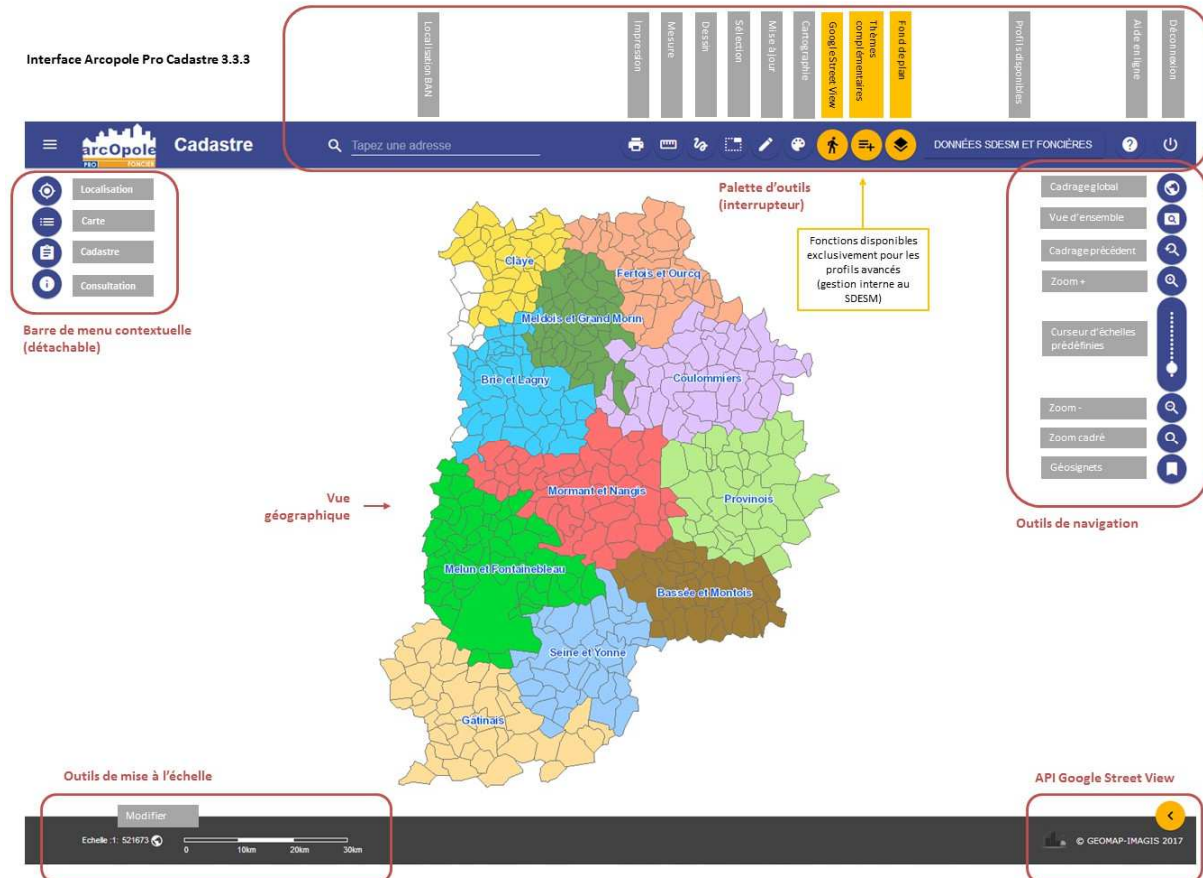 Interface Arcopole Pro Cadastre 3.3.3
Localisation BAN
Impression
Mesure
Dessin
Sélection
Mise à jour
Cartographie
Google Street View
Thèmes complémentaires
Fond de plan
Profils disponibles
Aide en ligne
Déconnexion
arcOpole
PRO FONCIER
Cadastre
Tapez une adresse
DONNÉES SDESM ET FONCIÈRES
Localisation
Carte
Cadastre
Consultation
Barre de menu contextuelle
(détachable)
Palette d'outils
(interrupteur)
Fonctions disponibles
exclusivement pour les
profils avancés
(gestion interne au
SDESM)
Cadrage global
Vue d'ensemble
Cadrage précédent
Zoom +
Curseur d'échelles
prédéfinies
Zoom -
Zoom cadré
Géosignets
Outils de navigation
Claye
Fertois et Ourcq
Meldois et Grand Morin
Brie et Lagny
Coulommiers
Mormant et Nangis
Provinois
Melun et Fontainebleau
Bassée et Montois
Seine et Yonne
Gatinais
Vue
géographique
Outils de mise à l'échelle
Modifier
Echelle :1: 521673
0 10km 20km 30km
API Google Street View
© GEOMAP-IMAGIS 2017